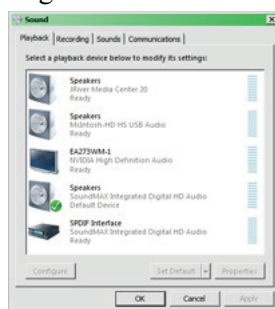 Sound
Playback
Recording
Sounds
Communications
Select a playback device below to modify its settings:
Speakers
JRiver Media Center 20
Ready
Speakers
McIntosh-HD HS USB Audio
Ready
EA273WM-1
NVIDIA High Definition Audio
Ready
Speakers
SoundMAX Integrated Digital HD Audio
Default Device
SPDIF Interface
SoundMAX Integrated Digital HD Audio
Ready
Configure
Set Default
Properties
OK
Cancel
Apply